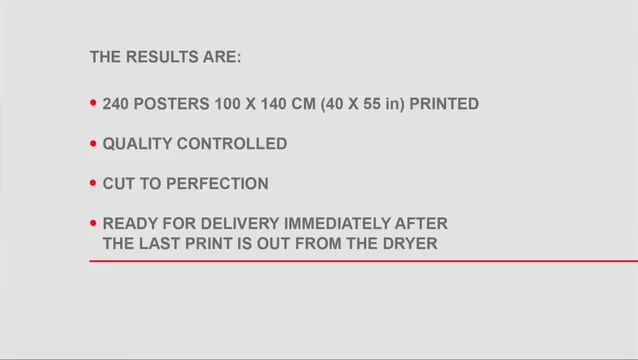 THE RESULTS ARE:
• 240 POSTERS 100 X 140 CM (40 X 55 in) PRINTED
• QUALITY CONTROLLED
• CUT TO PERFECTION
• READY FOR DELIVERY IMMEDIATELY AFTER
THE LAST PRINT IS OUT FROM THE DRYER